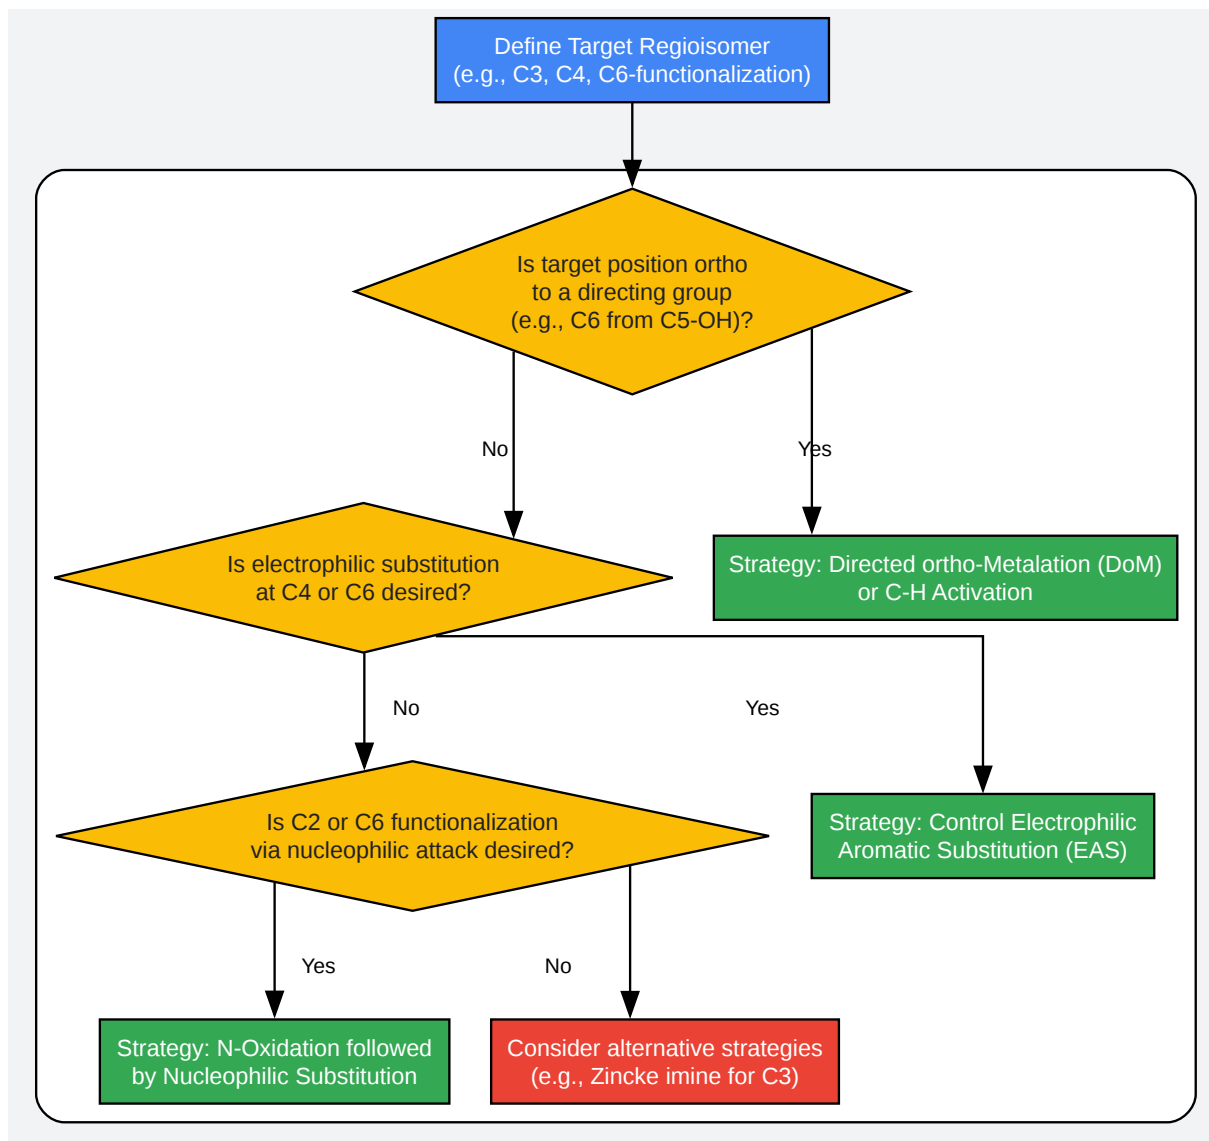 Define Target Regioisomer
(e.g., C3, C4, C6-functionalization)
Is target position ortho
to a directing group
(e.g., C6 from C5-OH)?
No
Yes
Is electrophilic substitution
at C4 or C6 desired?
Strategy: Directed ortho-Metalation (DoM)
or C-H Activation
No
Yes
Is C2 or C6 functionalization
via nucleophilic attack desired?
Strategy: Control Electrophilic
Aromatic Substitution (EAS)
Yes
No
Strategy: N-Oxidation followed
by Nucleophilic Substitution
Consider alternative strategies
(e.g., Zincke imine for C3)